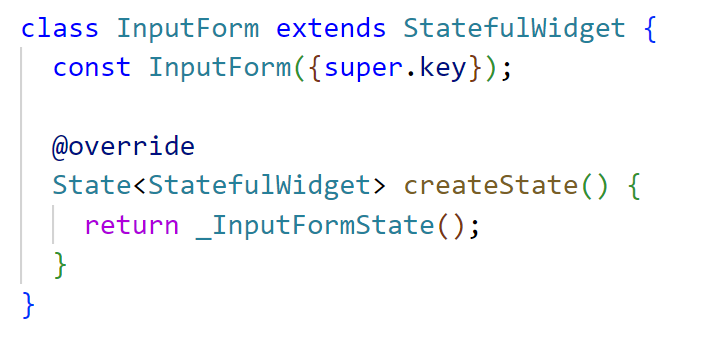 class InputForm extends StatefulWidget {
  const InputForm({super.key});

  @override
  State<StatefulWidget> createState() {
    return _InputFormState();
  }
}